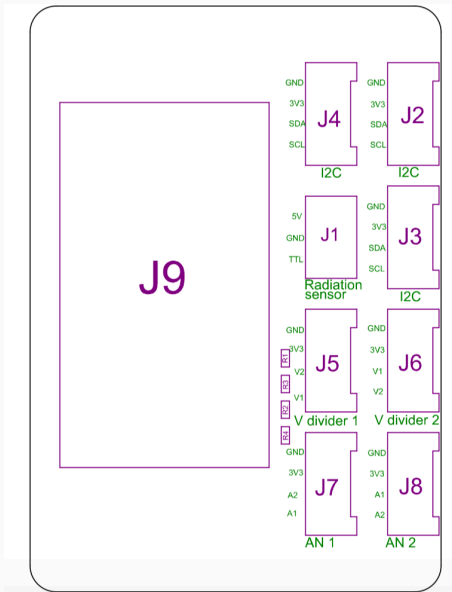 GND
3V3
SDA
SCL
J4
I2C
GND
3V3
SDA
SCL
J2
I2C
J9
5V
GND
TTL
J1
Radiation
sensor
GND
3V3
SDA
SCL
J3
I2C
GND
3V3
V2
V1
J5
V divider 1
R1
R3
R2
R4
GND
3V3
V1
V2
J6
V divider 2
GND
3V3
A2
A1
J7
AN 1
GND
3V3
A1
A2
J8
AN 2